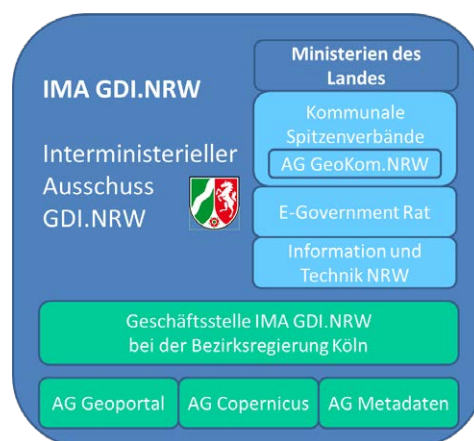 IMA GDI.NRW
Interministerieller
Ausschuss
GDI.NRW
Ministerien des
Landes
Kommunale
Spitzenverbände
AG GeoKom.NRW
E-Government Rat
Information und
Technik NRW
Geschäftsstelle IMA GDI.NRW
bei der Bezirksregierung Köln
AG Geoportal
AG Copernicus
AG Metadaten